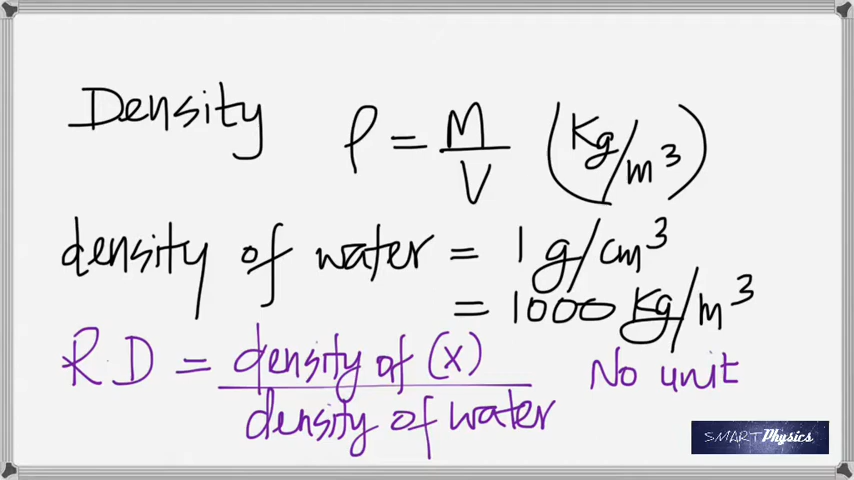 Density ρ = M/V (Kg/m³)
density of water = 1 g/cm³
= 1000 Kg/m³
RD = density of (x) / density of water No unit
SMARTPhysics